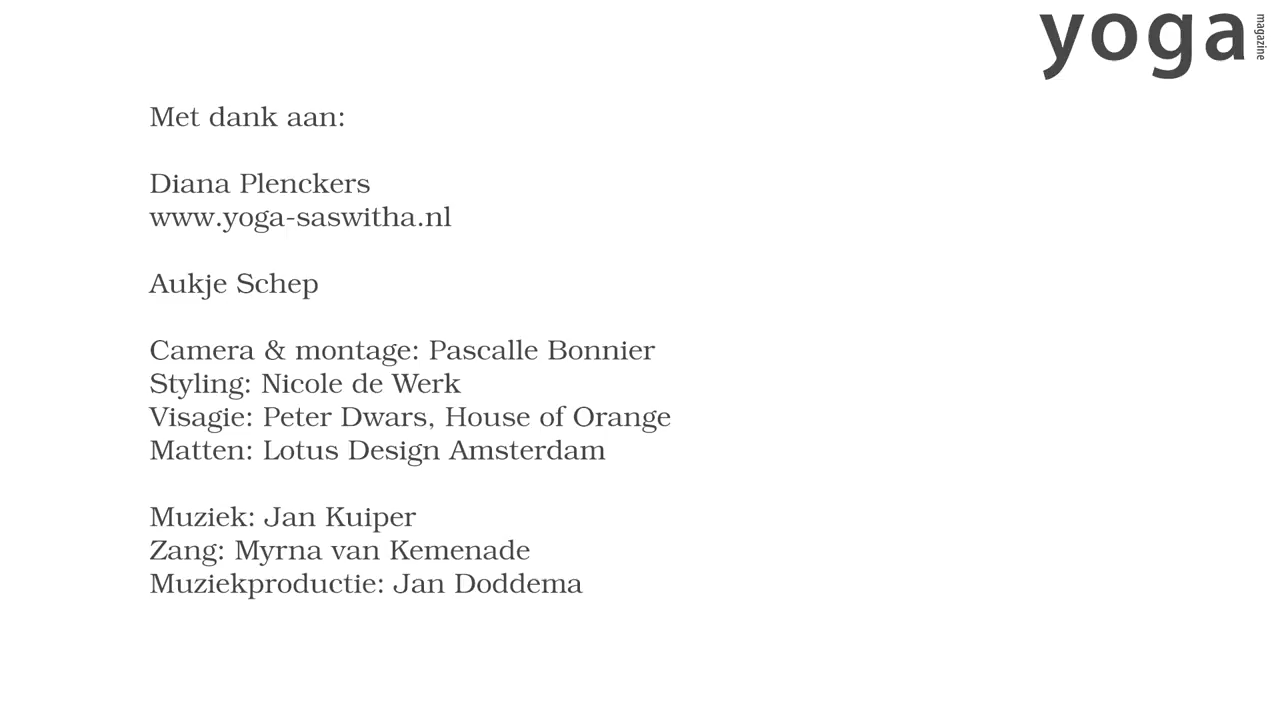 yoga
magazine
Met dank aan:
Diana Plenckers
www.yoga-saswitha.nl
Aukje Schep
Camera & montage: Pascalle Bonnier
Styling: Nicole de Werk
Visagie: Peter Dwars, House of Orange
Matten: Lotus Design Amsterdam
Muziek: Jan Kuiper
Zang: Myrna van Kemenade
Muziekproductie: Jan Doddema